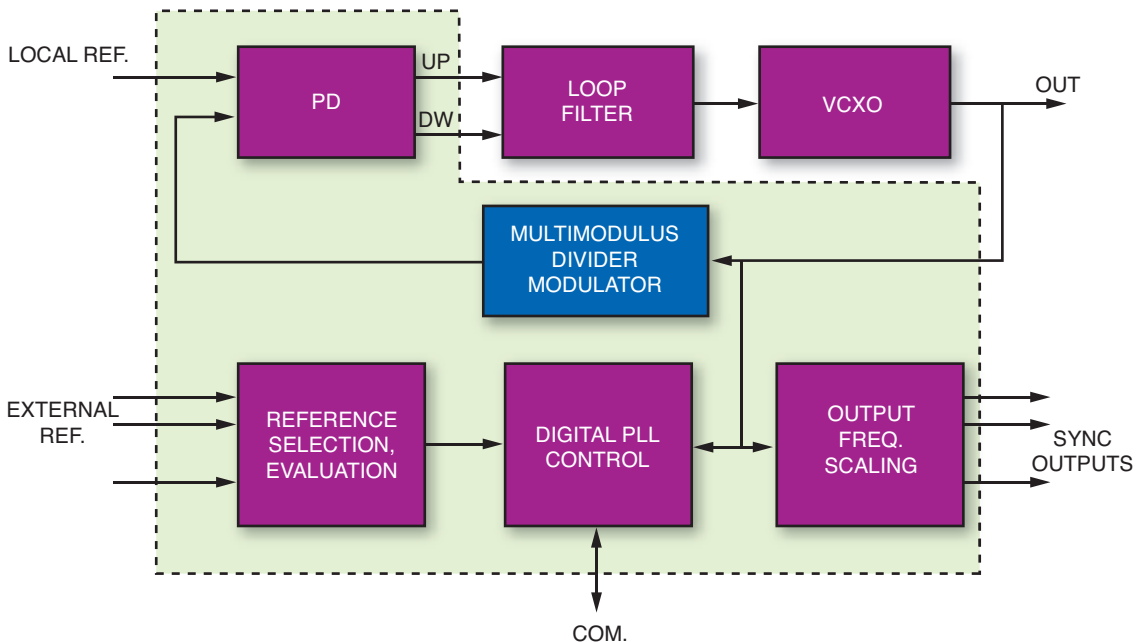 LOCAL REF.
PD
UP
DW
LOOP
FILTER
VCXO
OUT
MULTIMODULUS
DIVIDER
MODULATOR
EXTERNAL
REF.
REFERENCE
SELECTION,
EVALUATION
DIGITAL PLL
CONTROL
OUTPUT
FREQ.
SCALING
SYNC
OUTPUTS
COM.